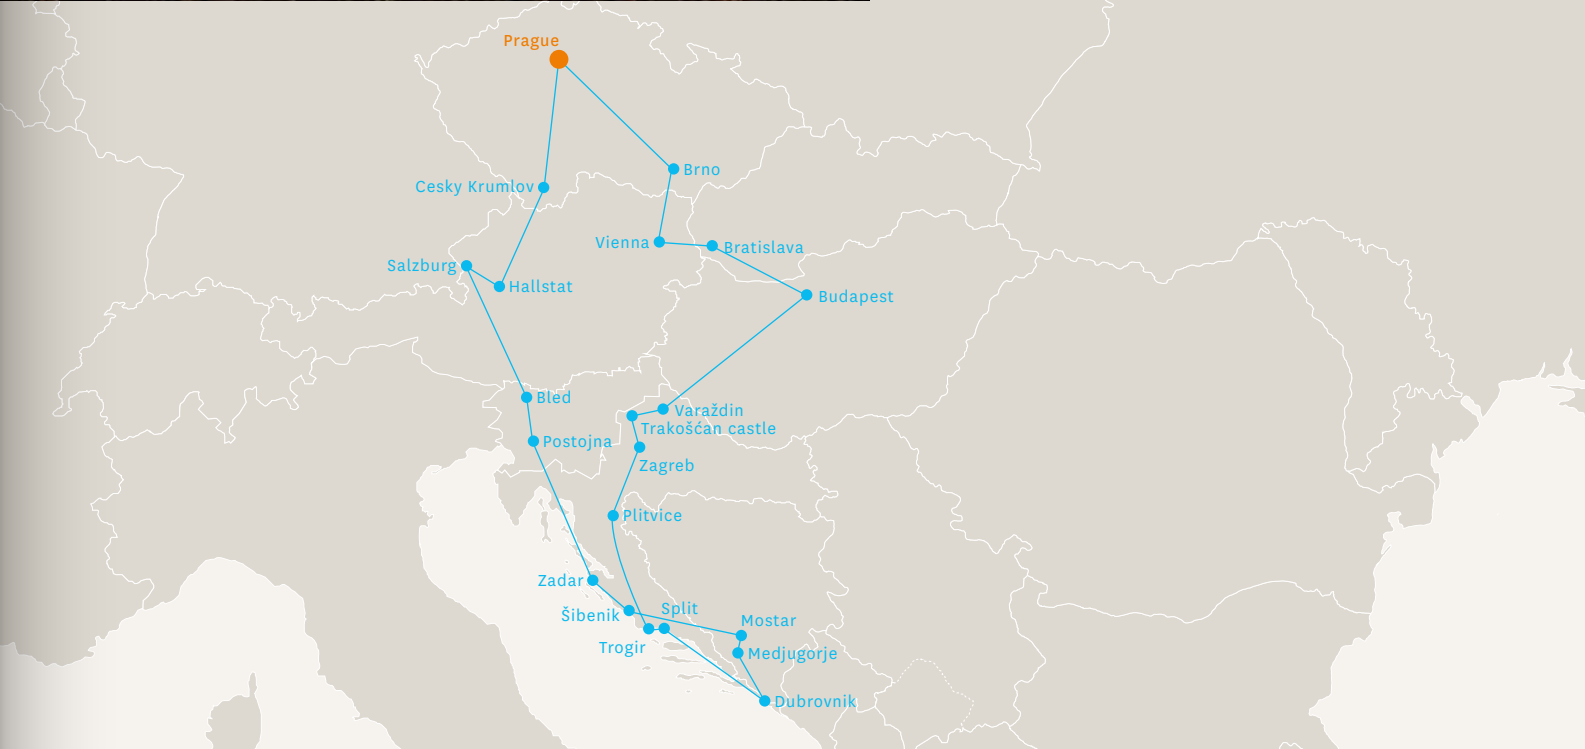 Prague
Brno
Cesky Krumlov
Vienna
Bratislava
Salzburg
Hallstat
Budapest
Bled
Varaždin
Trakošćan castle
Postojna
Zagreb
Plitvice
Zadar
Split
Šibenik
Mostar
Trogir
Medjugorje
Dubrovnik